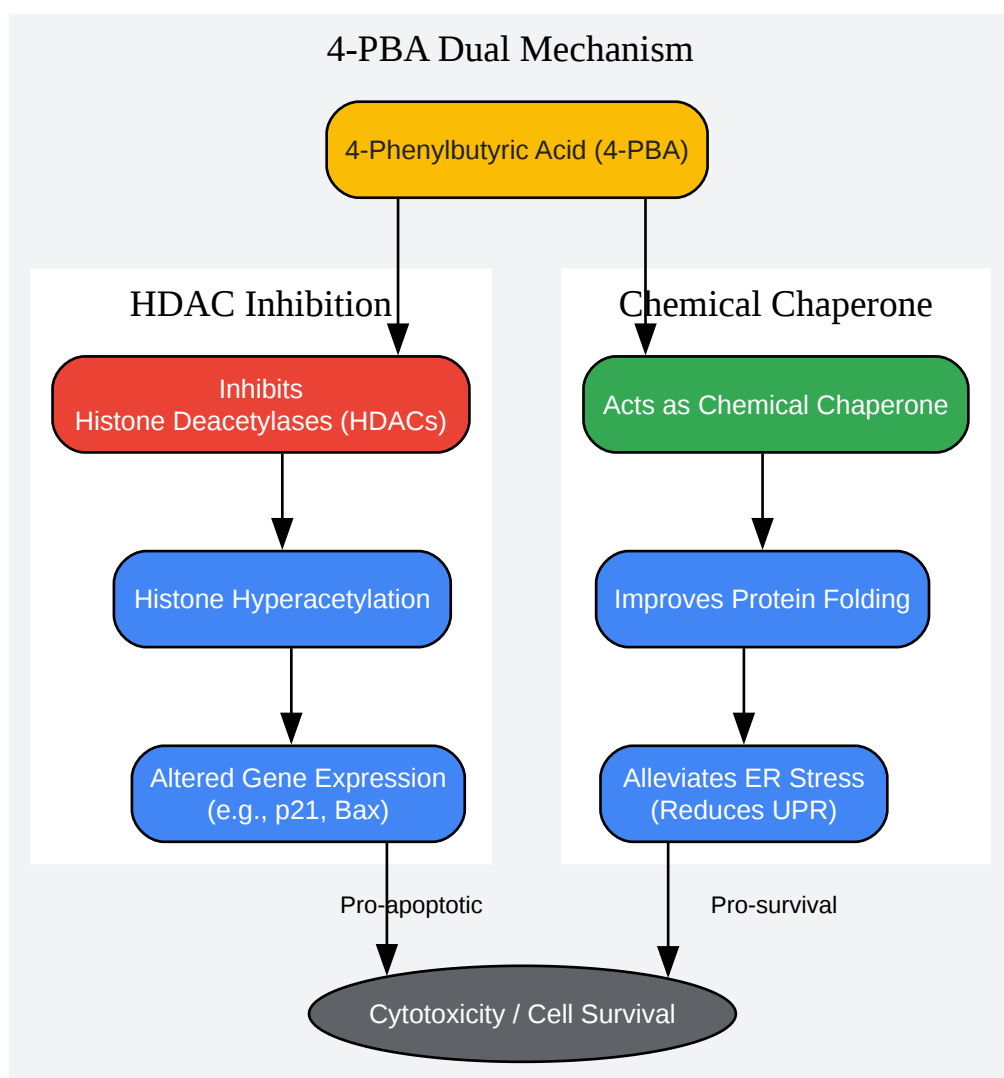 4-PBA Dual Mechanism
4-Phenylbutyric Acid (4-PBA)
HDAC Inhibition
Inhibits
Histone Deacetylases (HDACs)
Histone Hyperacetylation
Altered Gene Expression
(e.g., p21, Bax)
Pro-apoptotic
Chemical Chaperone
Acts as Chemical Chaperone
Improves Protein Folding
Alleviates ER Stress
(Reduces UPR)
Pro-survival
Cytotoxicity / Cell Survival